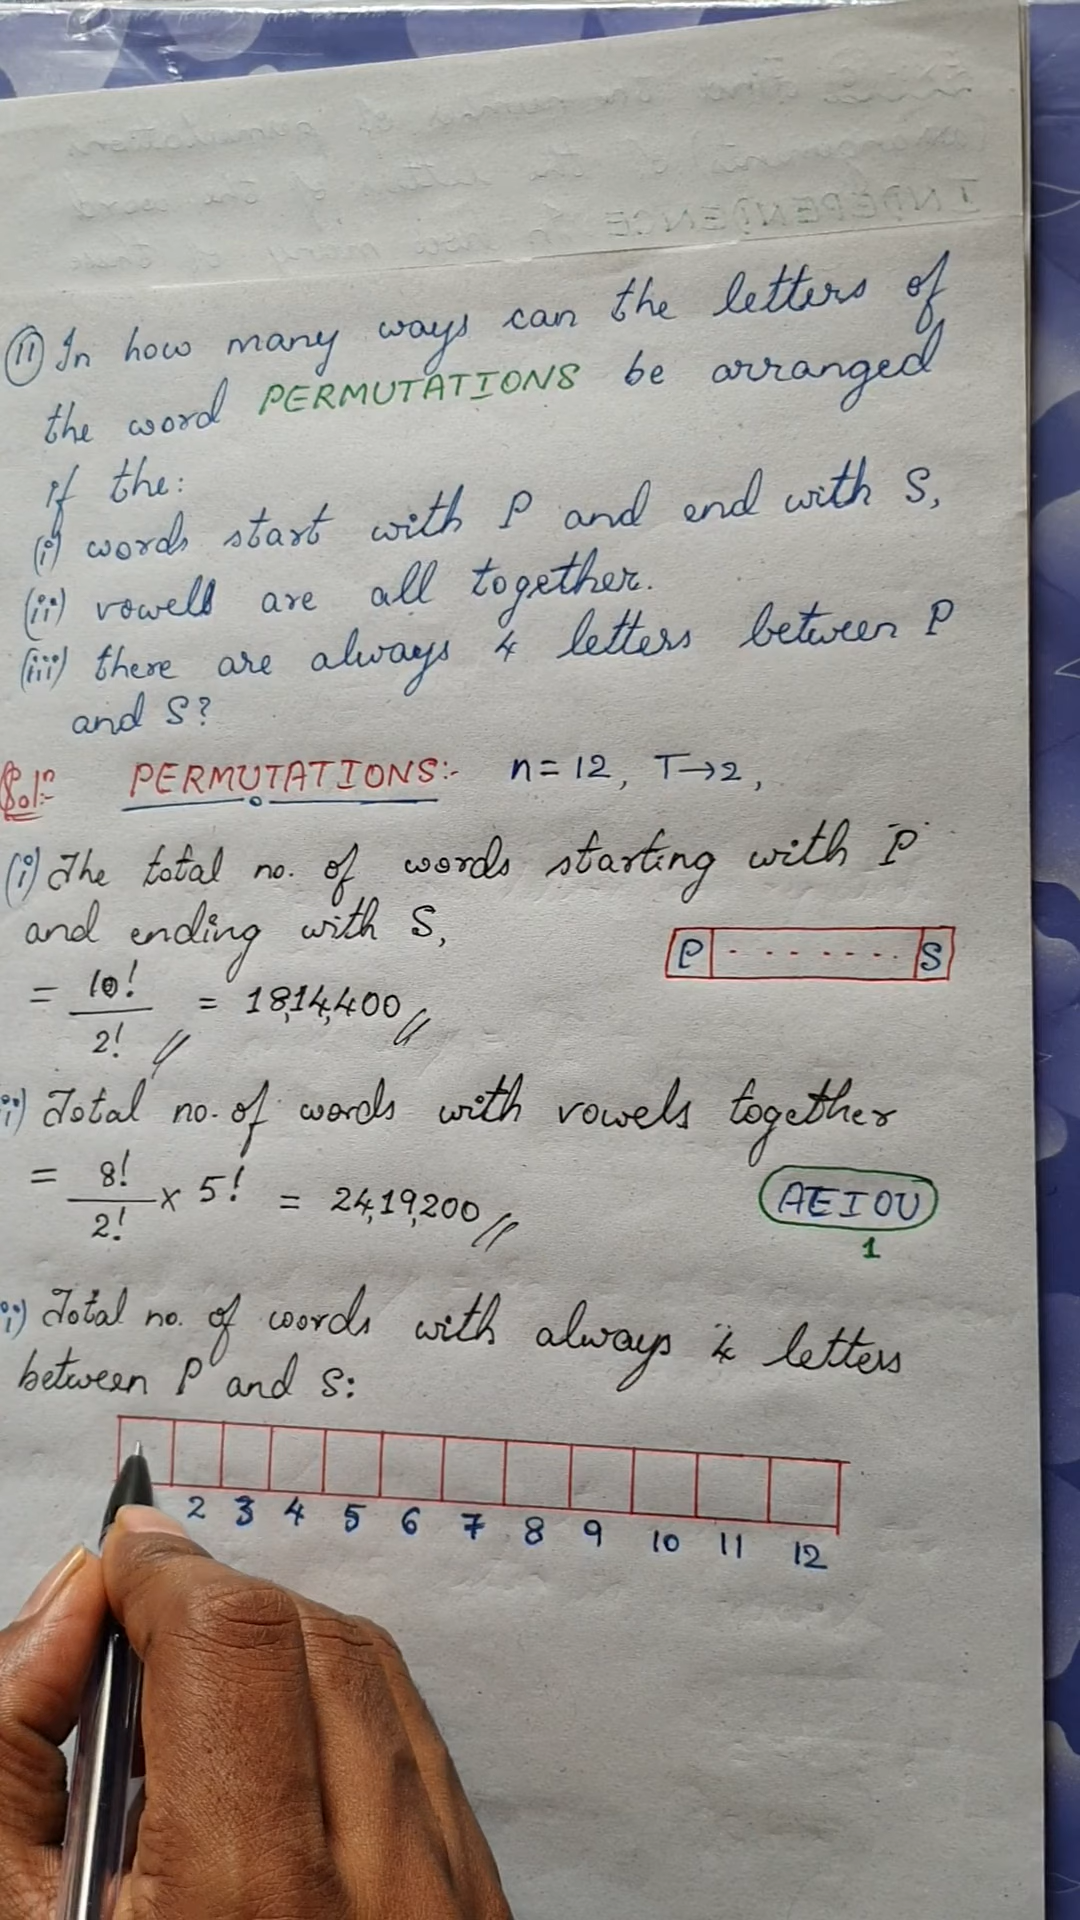 (11) In how many ways can the letters of
the word PERMUTATIONS be arranged
if the:
(i) words start with P and end with S,
(ii) vowels are all together.
(iii) there are always 4 letters between P
and S?
Sol:- PERMUTATIONS:- n=12, T→2,
(i) The total no. of words starting with P
and ending with S,
P ....... S
= 10!/2! = 18,14,400//
ii) Total no. of words with vowels together
= 8!/2! x 5! = 24,19,200//
AEIOU
1
ii) Total no. of words with always 4 letters
between P and S:
2 3 4 5 6 7 8 9 10 11 12